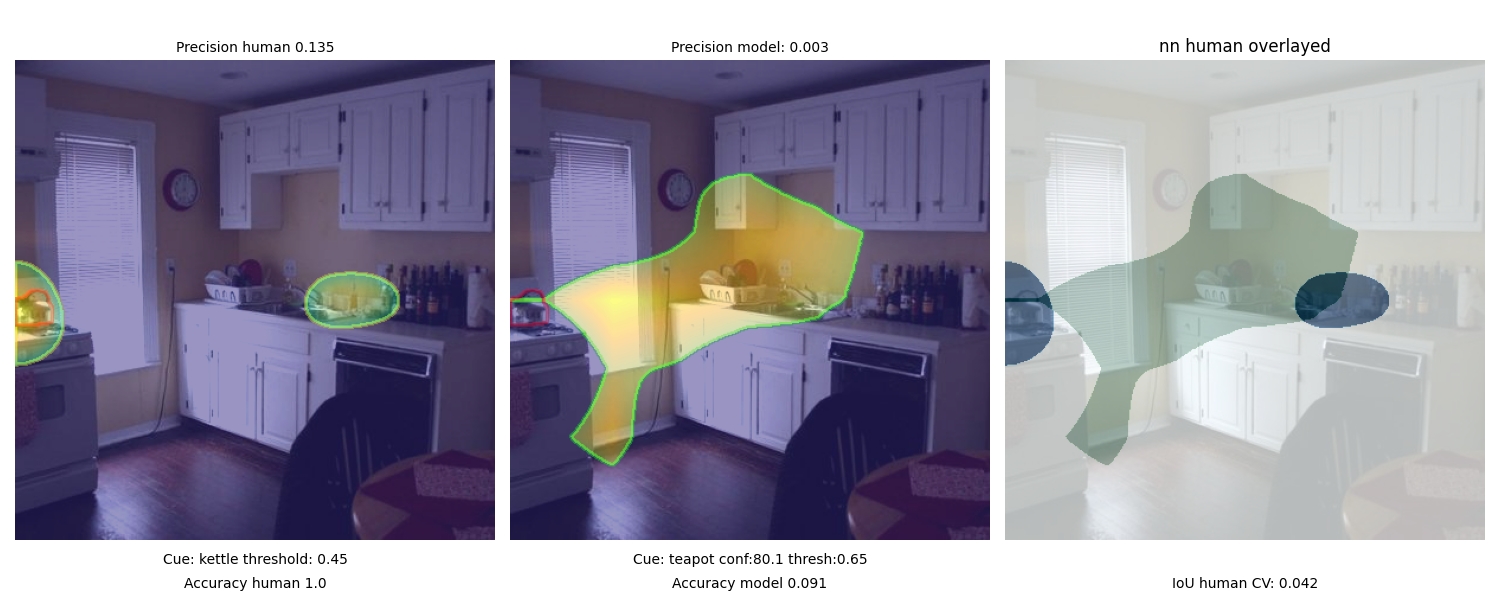 Precision human 0.135
Precision model: 0.003
nn human overlayed
Cue: kettle threshold: 0.45
Cue: teapot conf:80.1 thresh:0.65
Accuracy human 1.0
Accuracy model 0.091
IoU human CV: 0.042